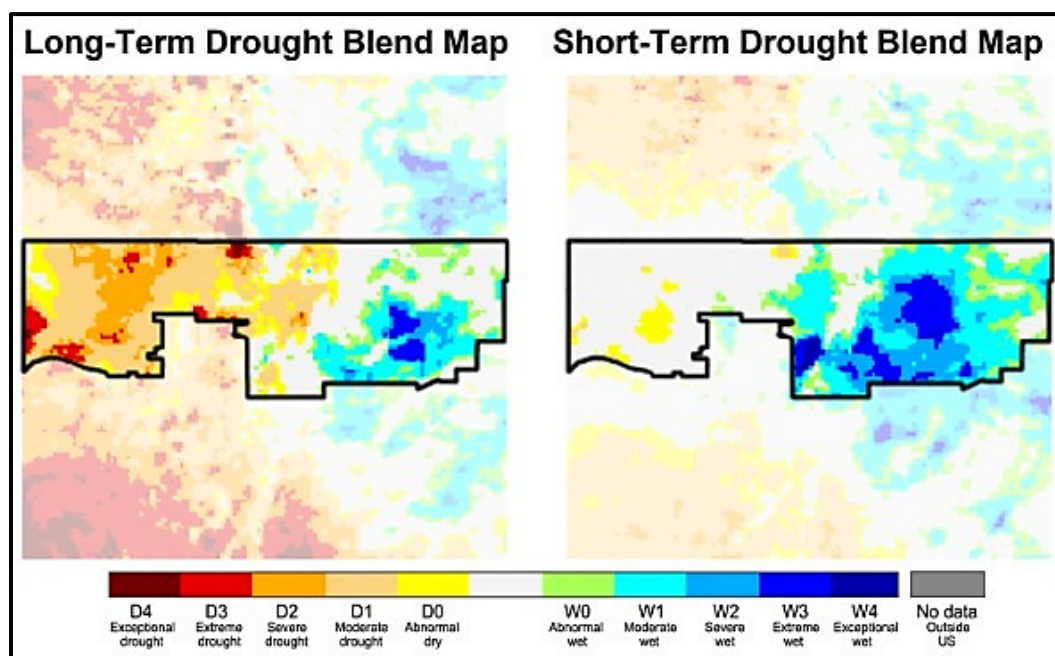 Long-Term Drought Blend Map
Short-Term Drought Blend Map
D4
Exceptional
drought
D3
Extreme
drought
D2
Severe
drought
D1
Moderate
drought
D0
Abnormal
dry
W0
Abnormal
wet
W1
Moderate
wet
W2
Severe
wet
W3
Extreme
wet
W4
Exceptional
wet
No data
Outside
US